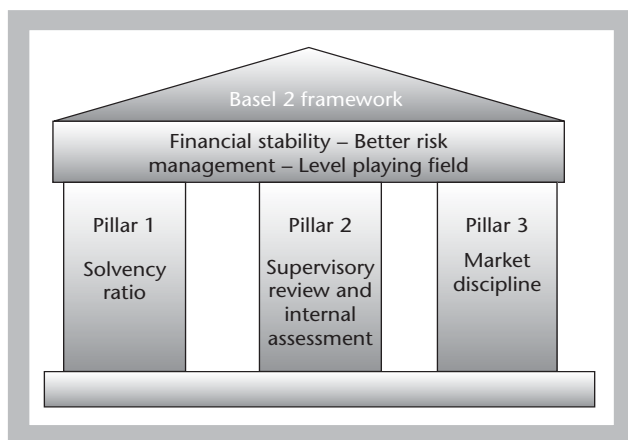 Basel 2 framework
Financial stability – Better risk
management – Level playing field
Pillar 1
Solvency
ratio
Pillar 2
Supervisory
review and
internal
assessment
Pillar 3
Market
discipline